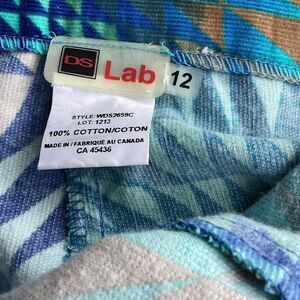 DS Lab 12
STYLE: WDS2659C
LOT: 1213
100% COTTON/COTON
MADE IN / FABRIQUÉ AU CANADA
CA 45436